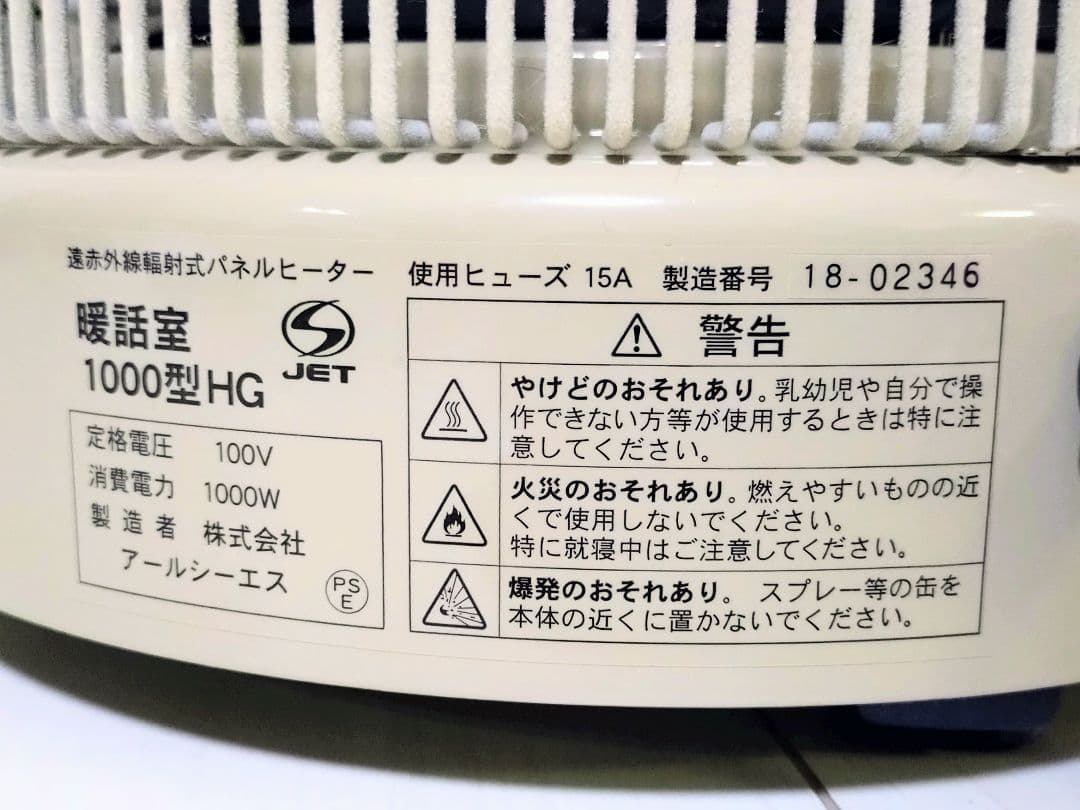 遠赤外線輻射式パネルヒーター
暖話室
1000型HG
JET
定格電圧 100V
消費電力 1000W
製造者 株式会社
アールシーエス
PS
E
使用ヒューズ 15A 製造番号 18-02346
警告
やけどのおそれあり。乳幼児や自分で操
作できない方等が使用するときは特に注
意してください。
火災のおそれあり。燃えやすいものの近
くで使用しないでください。
特に就寝中はご注意してください。
爆発のおそれあり。 スプレー等の缶を
本体の近くに置かないでください。